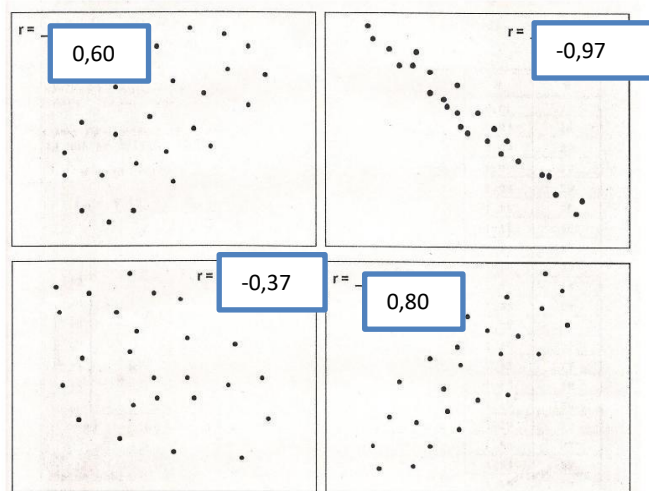 r = _ 0,60
r = -0,97
r = -0,37
r = _ 0,80